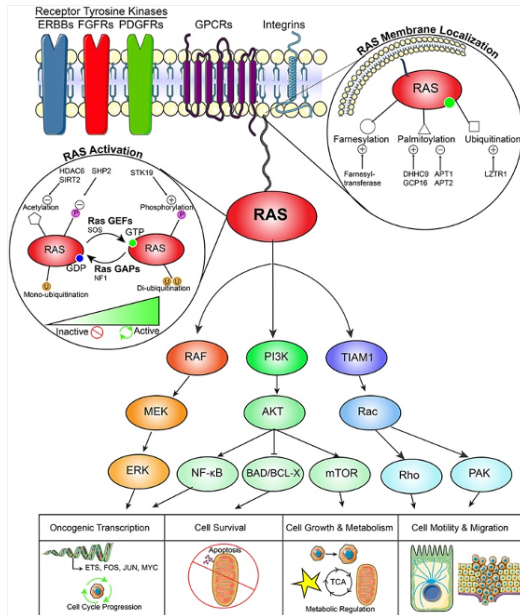 Receptor Tyrosine Kinases
ERBBs FGFRs PDGFRs GPCRs Integrins
RAS Membrane Localization
RAS
Farnesylation Palmitoylation Ubiquitination
+ + − +
Farnesyl-transferase
DHHC9
GCP16
APT1
APT2
LZTR1
RAS Activation
HDAC6
SIRT2
SHP2
STK19
− − +
Acetylation
Phosphorylation
P P
Ras GEFs
SOS
GTP
RAS RAS
GDP
Ras GAPs
NF1
U U U
Mono-ubiquitination
Di-ubiquitination
Inactive Active
RAS
RAF PI3K TIAM1
MEK AKT Rac
ERK NF-κB BAD/BCL-X mTOR Rho PAK
Oncogenic Transcription
ETS, FOS, JUN, MYC
Cell Cycle Progression
Cell Survival
Apoptosis
Cell Growth & Metabolism
TCA
Metabolic Regulation
Cell Motility & Migration